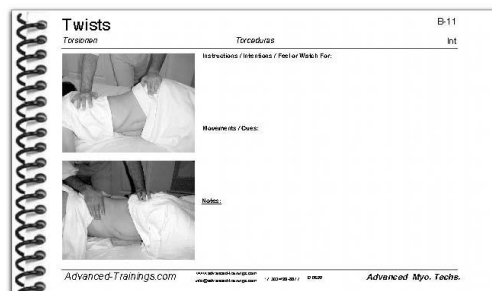 Twists
B-11
Torsionen
Torceduras
Int
Instructions / Intentions / Feel or Watch For:
Movements / Cues:
Notes:
Advanced-Trainings.com
Advanced Myo. Techs.